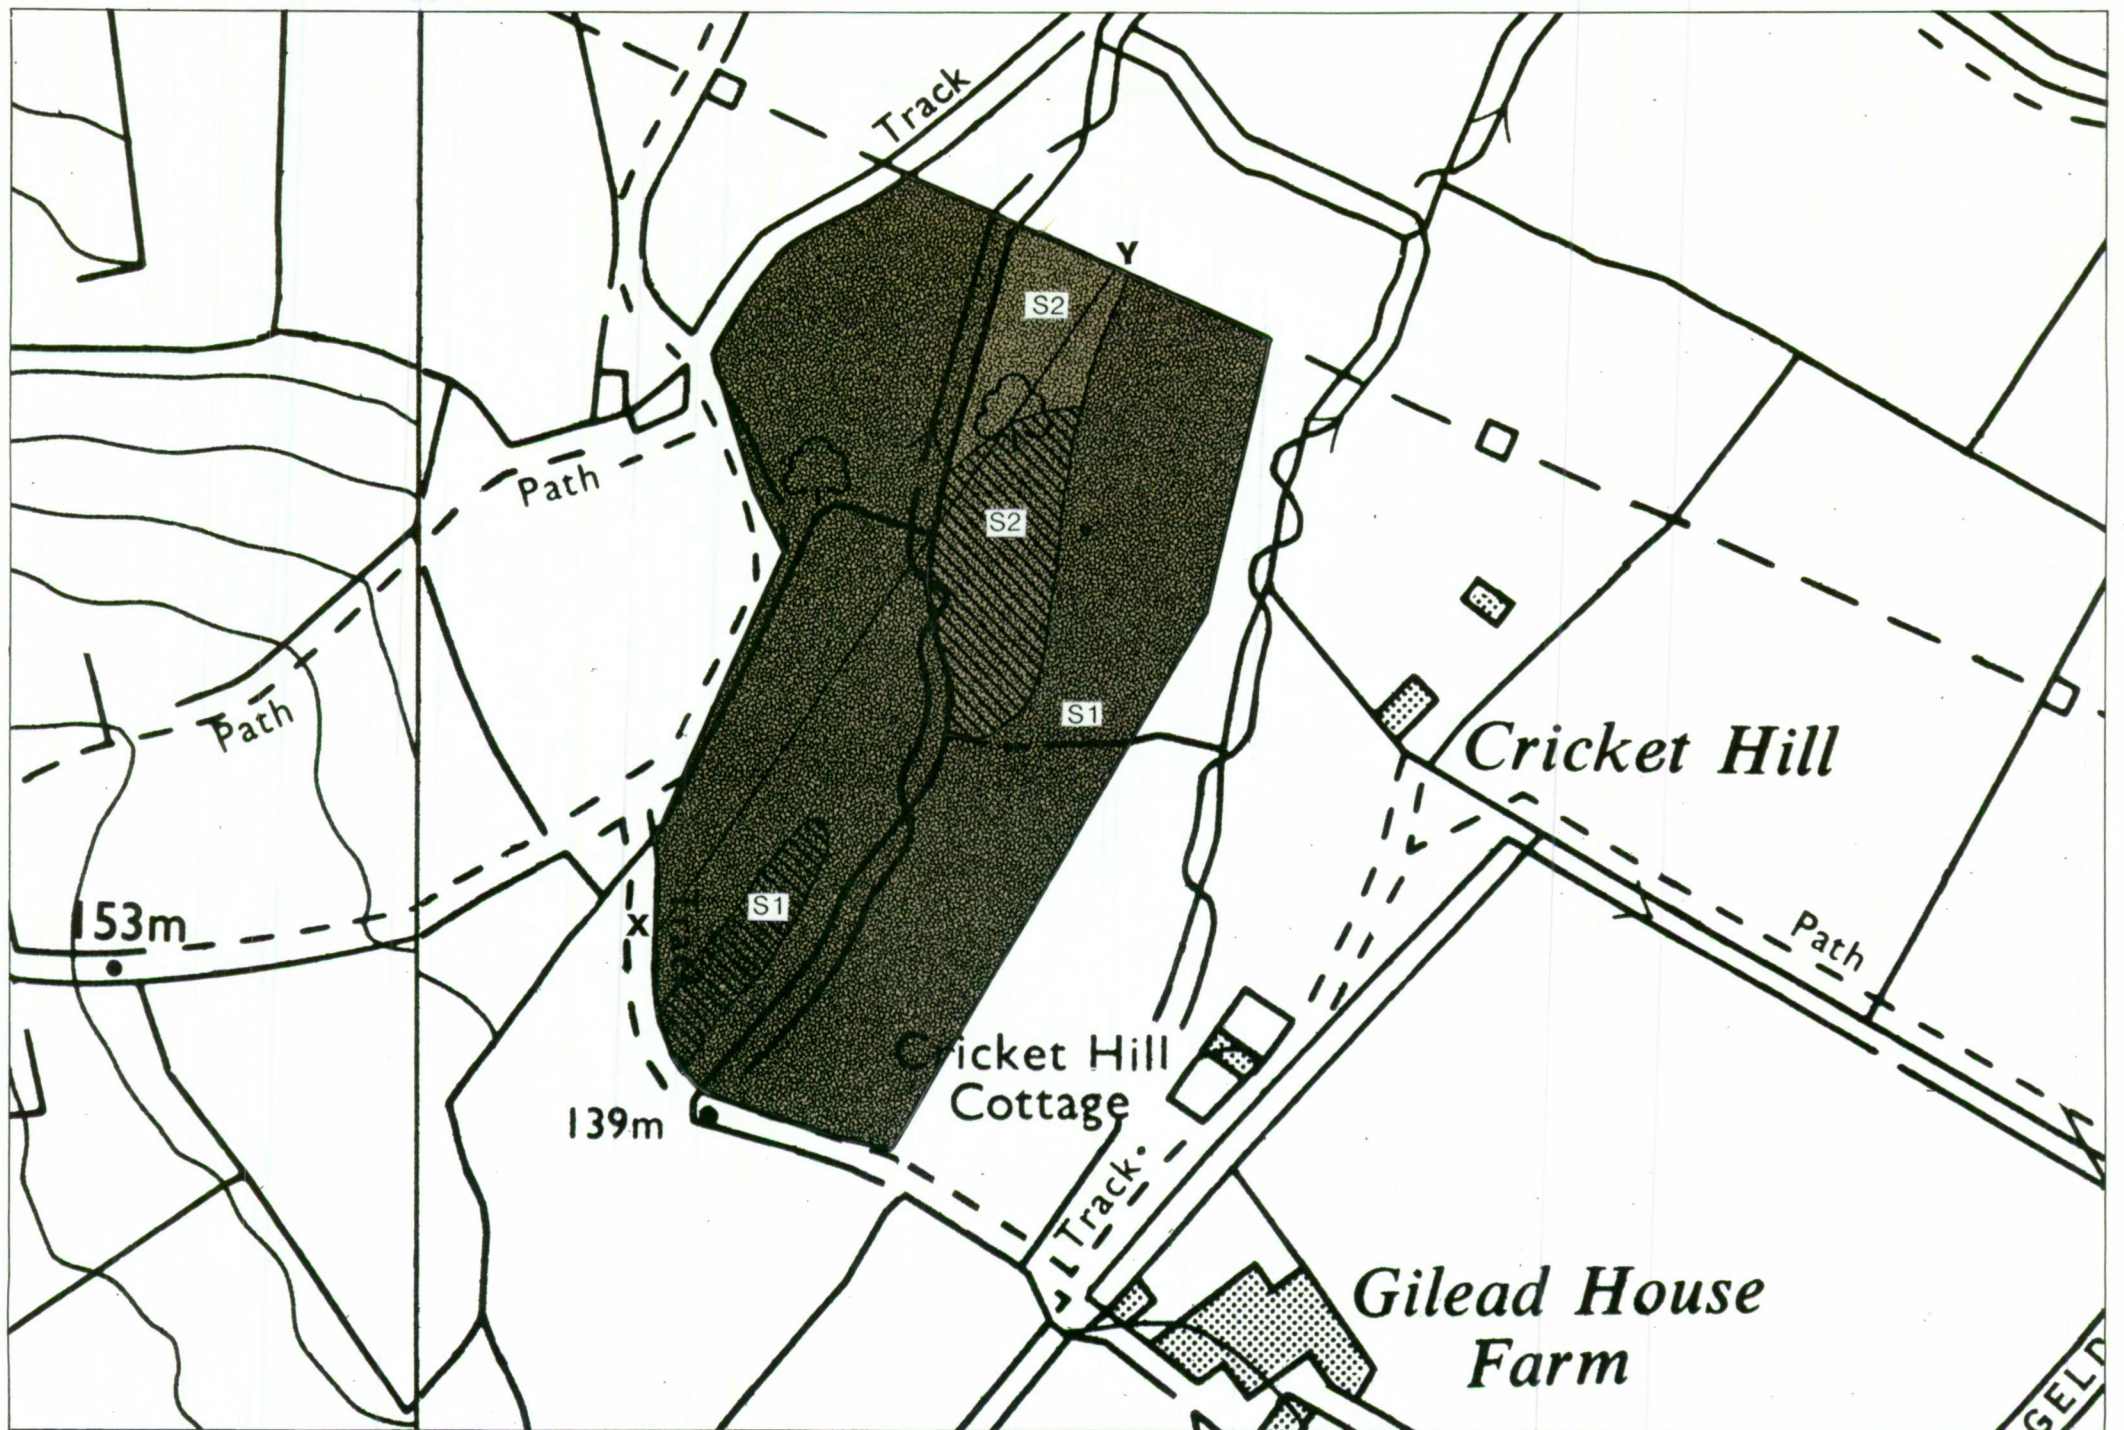 Track
Y
S2
Path
S2
Path
S1
Cricket Hill
153m
S1
X
Path
Cricket Hill
Cottage
139m
Track
Gilead House
Farm
GELD